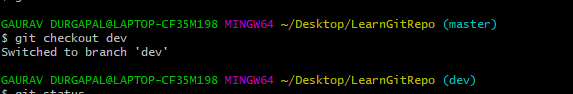 GAURAV DURGAPAL@LAPTOP-CF35M198 MINGW64 ~/Desktop/LearnGitRepo (master)
$ git checkout dev
Switched to branch 'dev'
GAURAV DURGAPAL@LAPTOP-CF35M198 MINGW64 ~/Desktop/LearnGitRepo (dev)
$ git status